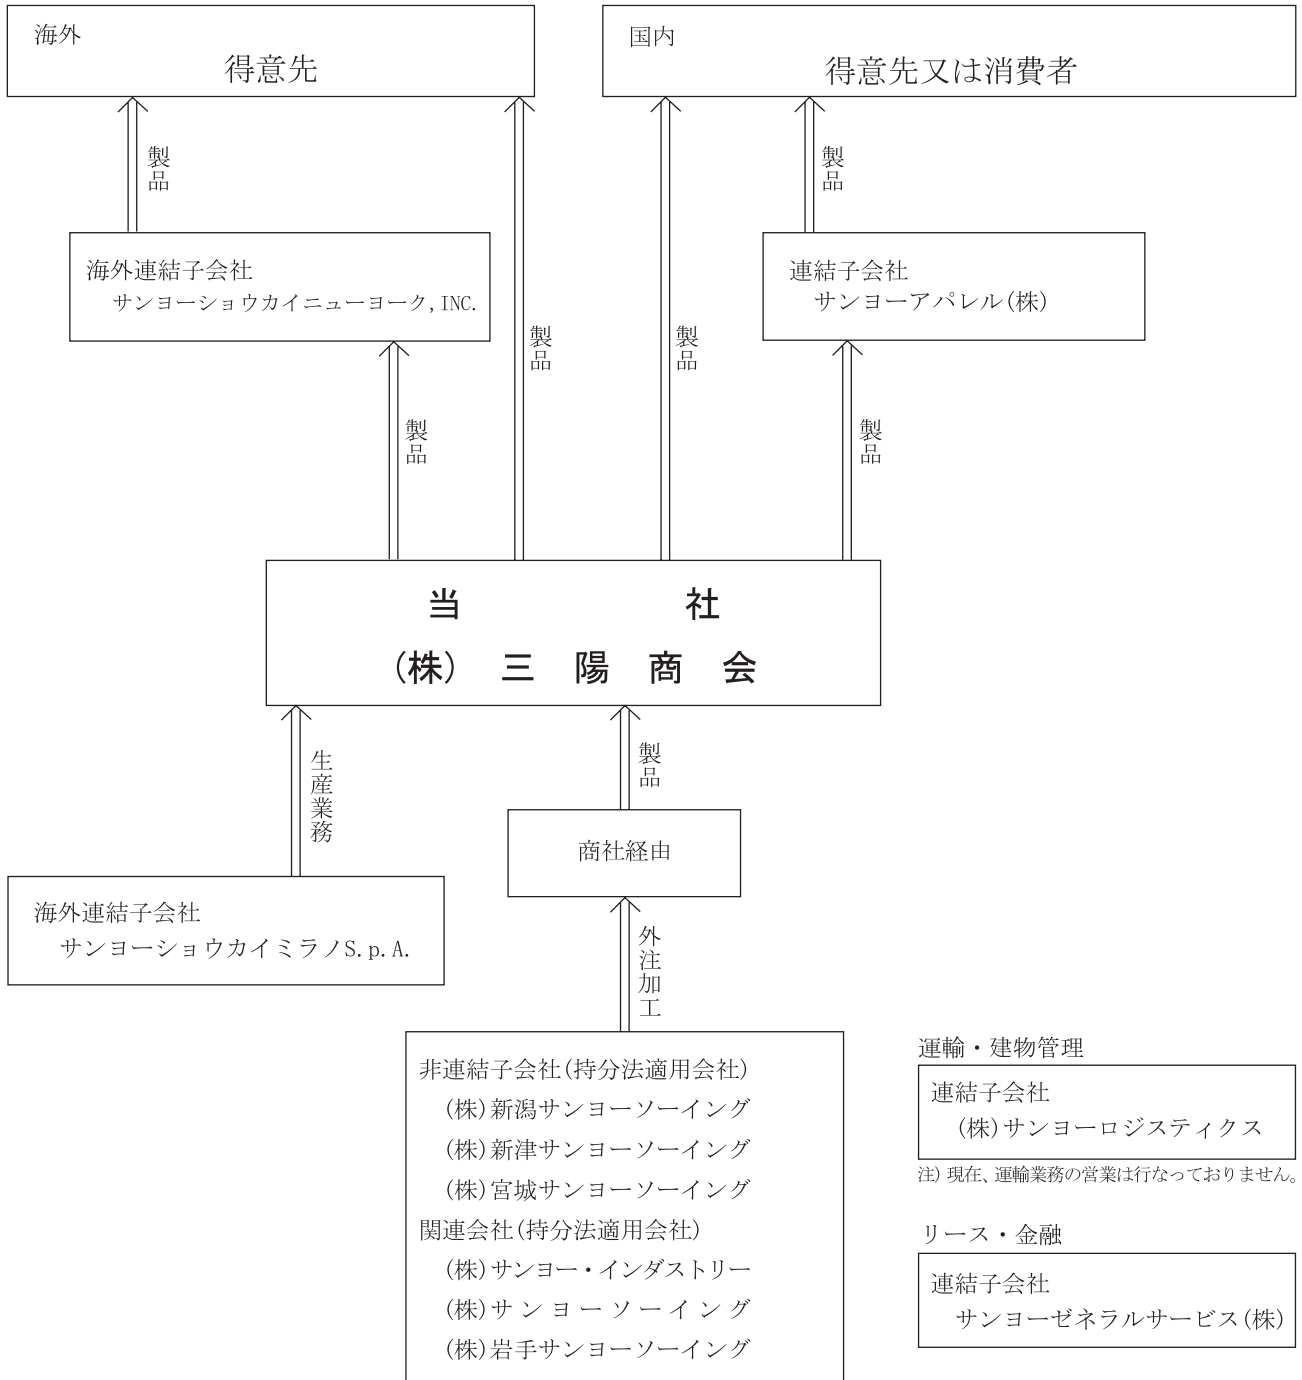 海外
得意先
国内
得意先又は消費者
製品
製品
海外連結子会社
サンヨーショウカイニューヨーク,INC.
連結子会社
サンヨーアパレル(株)
製品
製品
製品
製品
当社
(株)三陽商会
生産業務
製品
商社経由
海外連結子会社
サンヨーショウカイミラノS.p.A.
外注加工
非連結子会社(持分法適用会社)
(株)新潟サンヨーソーイング
(株)新津サンヨーソーイング
(株)宮城サンヨーソーイング
関連会社(持分法適用会社)
(株)サンヨー・インダストリー
(株)サンヨーソーイング
(株)岩手サンヨーソーイング
運輸・建物管理
連結子会社
(株)サンヨーロジスティクス
注)現在、運輸業務の営業は行なっておりません。
リース・金融
連結子会社
サンヨーゼネラルサービス(株)